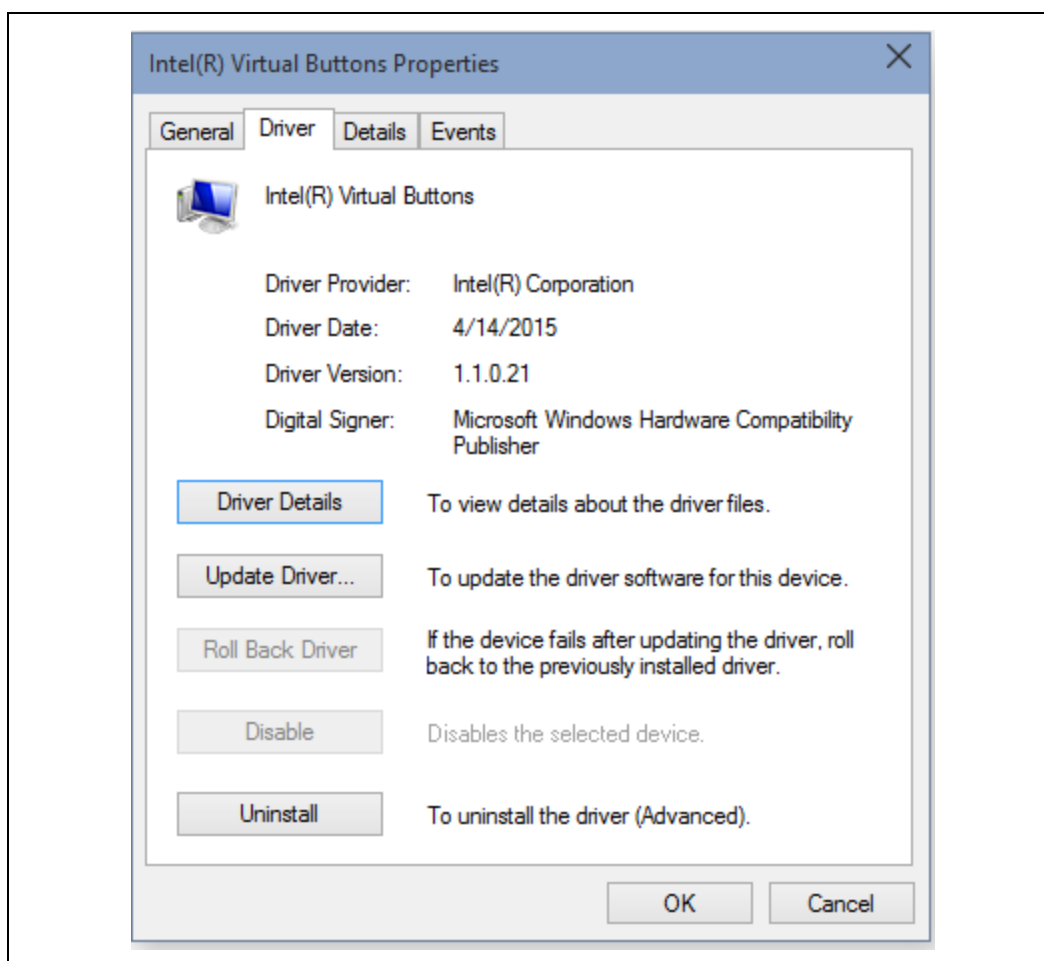 Intel(R) Virtual Buttons Properties
General Driver Details Events
Intel(R) Virtual Buttons
Driver Provider: Intel(R) Corporation
Driver Date: 4/14/2015
Driver Version: 1.1.0.21
Digital Signer: Microsoft Windows Hardware Compatibility
Publisher
Driver Details To view details about the driver files.
Update Driver... To update the driver software for this device.
Roll Back Driver If the device fails after updating the driver, roll
back to the previously installed driver.
Disable Disables the selected device.
Uninstall To uninstall the driver (Advanced).
OK Cancel